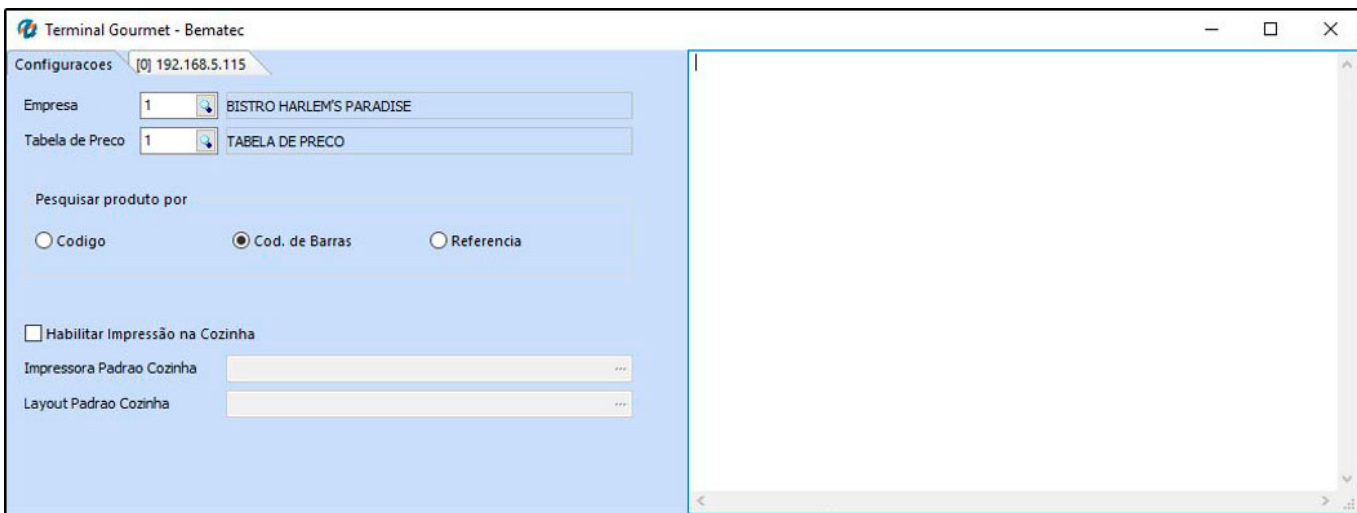 Terminal Gourmet - Bematec
Configuracoes [0] 192.168.5.115
Empresa 1 BISTRO HARLEM'S PARADISE
Tabela de Preco 1 TABELA DE PRECO
Pesquisar produto por
Codigo Cod. de Barras Referencia
Habilitar Impressão na Cozinha
Impressora Padrao Cozinha ...
Layout Padrao Cozinha ...